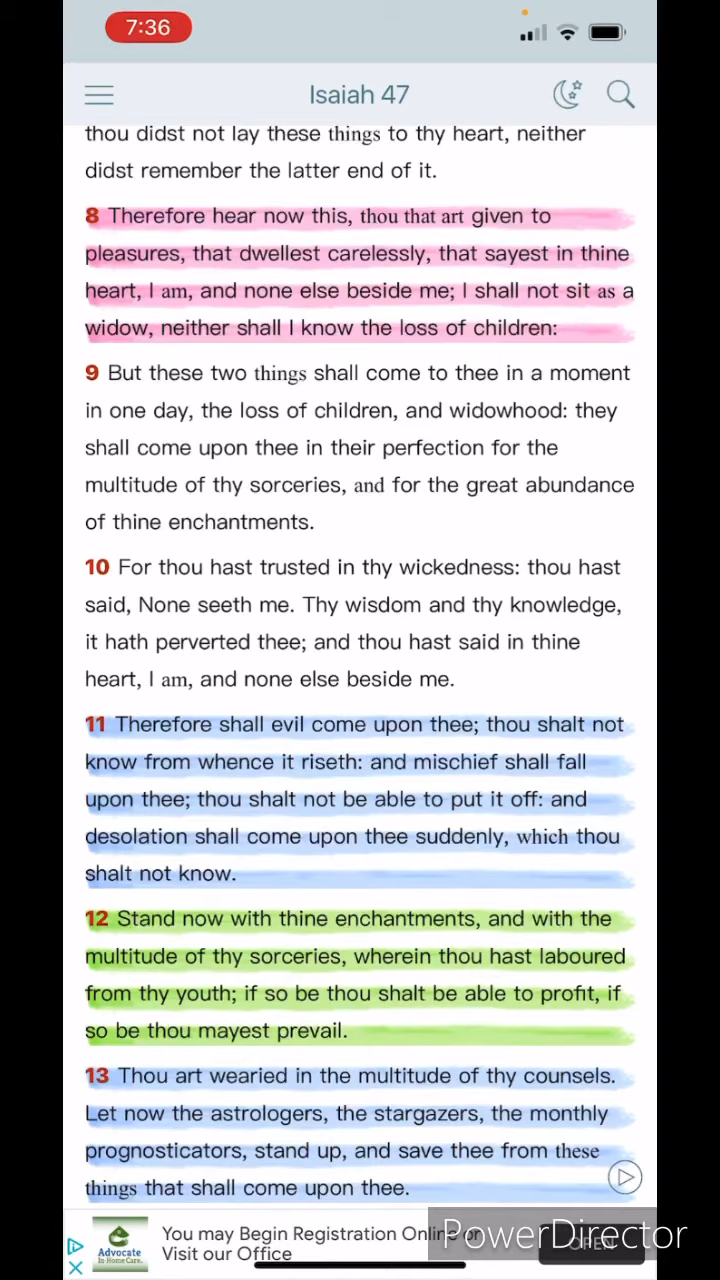 7:36
Isaiah 47
thou didst not lay these things to thy heart, neither
didst remember the latter end of it.
8 Therefore hear now this, thou that art given to
pleasures, that dwellest carelessly, that sayest in thine
heart, I am, and none else beside me; I shall not sit as a
widow, neither shall I know the loss of children:
9 But these two things shall come to thee in a moment
in one day, the loss of children, and widowhood: they
shall come upon thee in their perfection for the
multitude of thy sorceries, and for the great abundance
of thine enchantments.
10 For thou hast trusted in thy wickedness: thou hast
said, None seeth me. Thy wisdom and thy knowledge,
it hath perverted thee; and thou hast said in thine
heart, I am, and none else beside me.
11 Therefore shall evil come upon thee; thou shalt not
know from whence it riseth: and mischief shall fall
upon thee; thou shalt not be able to put it off: and
desolation shall come upon thee suddenly, which thou
shalt not know.
12 Stand now with thine enchantments, and with the
multitude of thy sorceries, wherein thou hast laboured
from thy youth; if so be thou shalt be able to profit, if
so be thou mayest prevail.
13 Thou art wearied in the multitude of thy counsels.
Let now the astrologers, the stargazers, the monthly
prognosticators, stand up, and save thee from these
things that shall come upon thee.
Advocate
In-Home Care.
You may Begin Registration Online or
Visit our Office
OPEN
PowerDirector